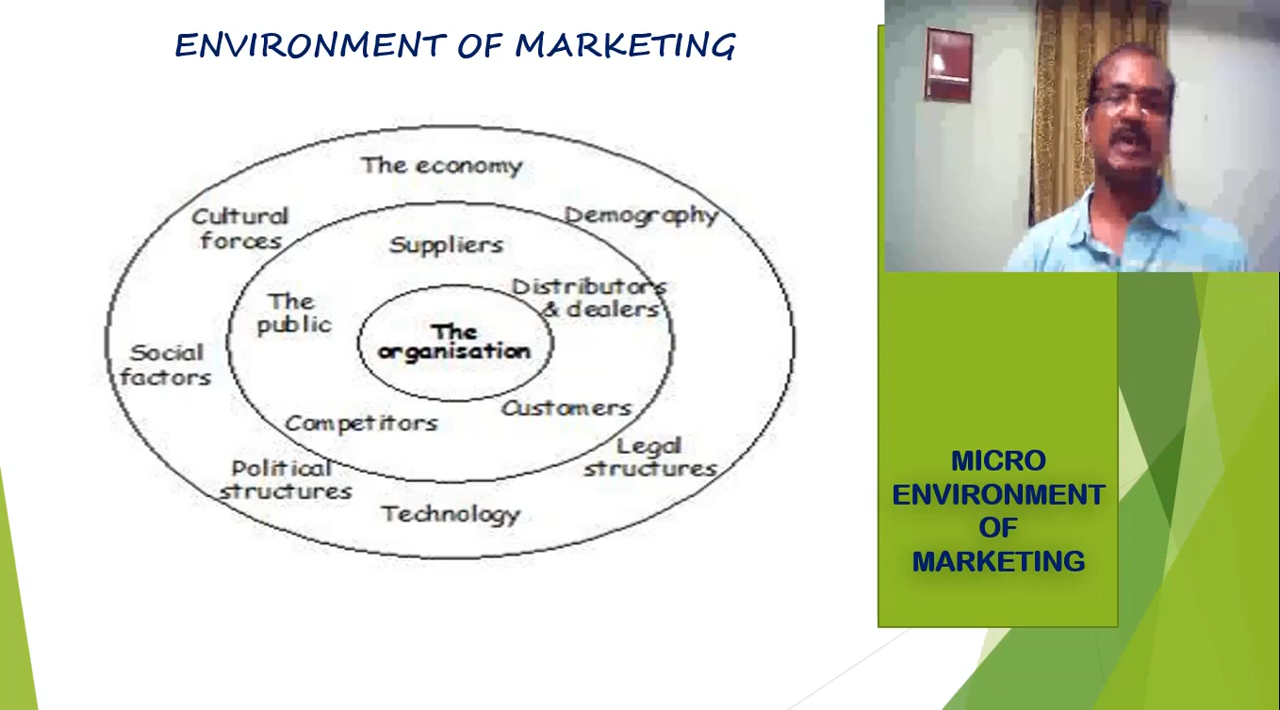 ENVIRONMENT OF MARKETING
The economy
Cultural
forces
Demography
Suppliers
Distributors
& dealers
The
public
The
organisation
Social
factors
Customers
Competitors
Legal
structures
Political
structures
Technology
MICRO
ENVIRONMENT
OF
MARKETING